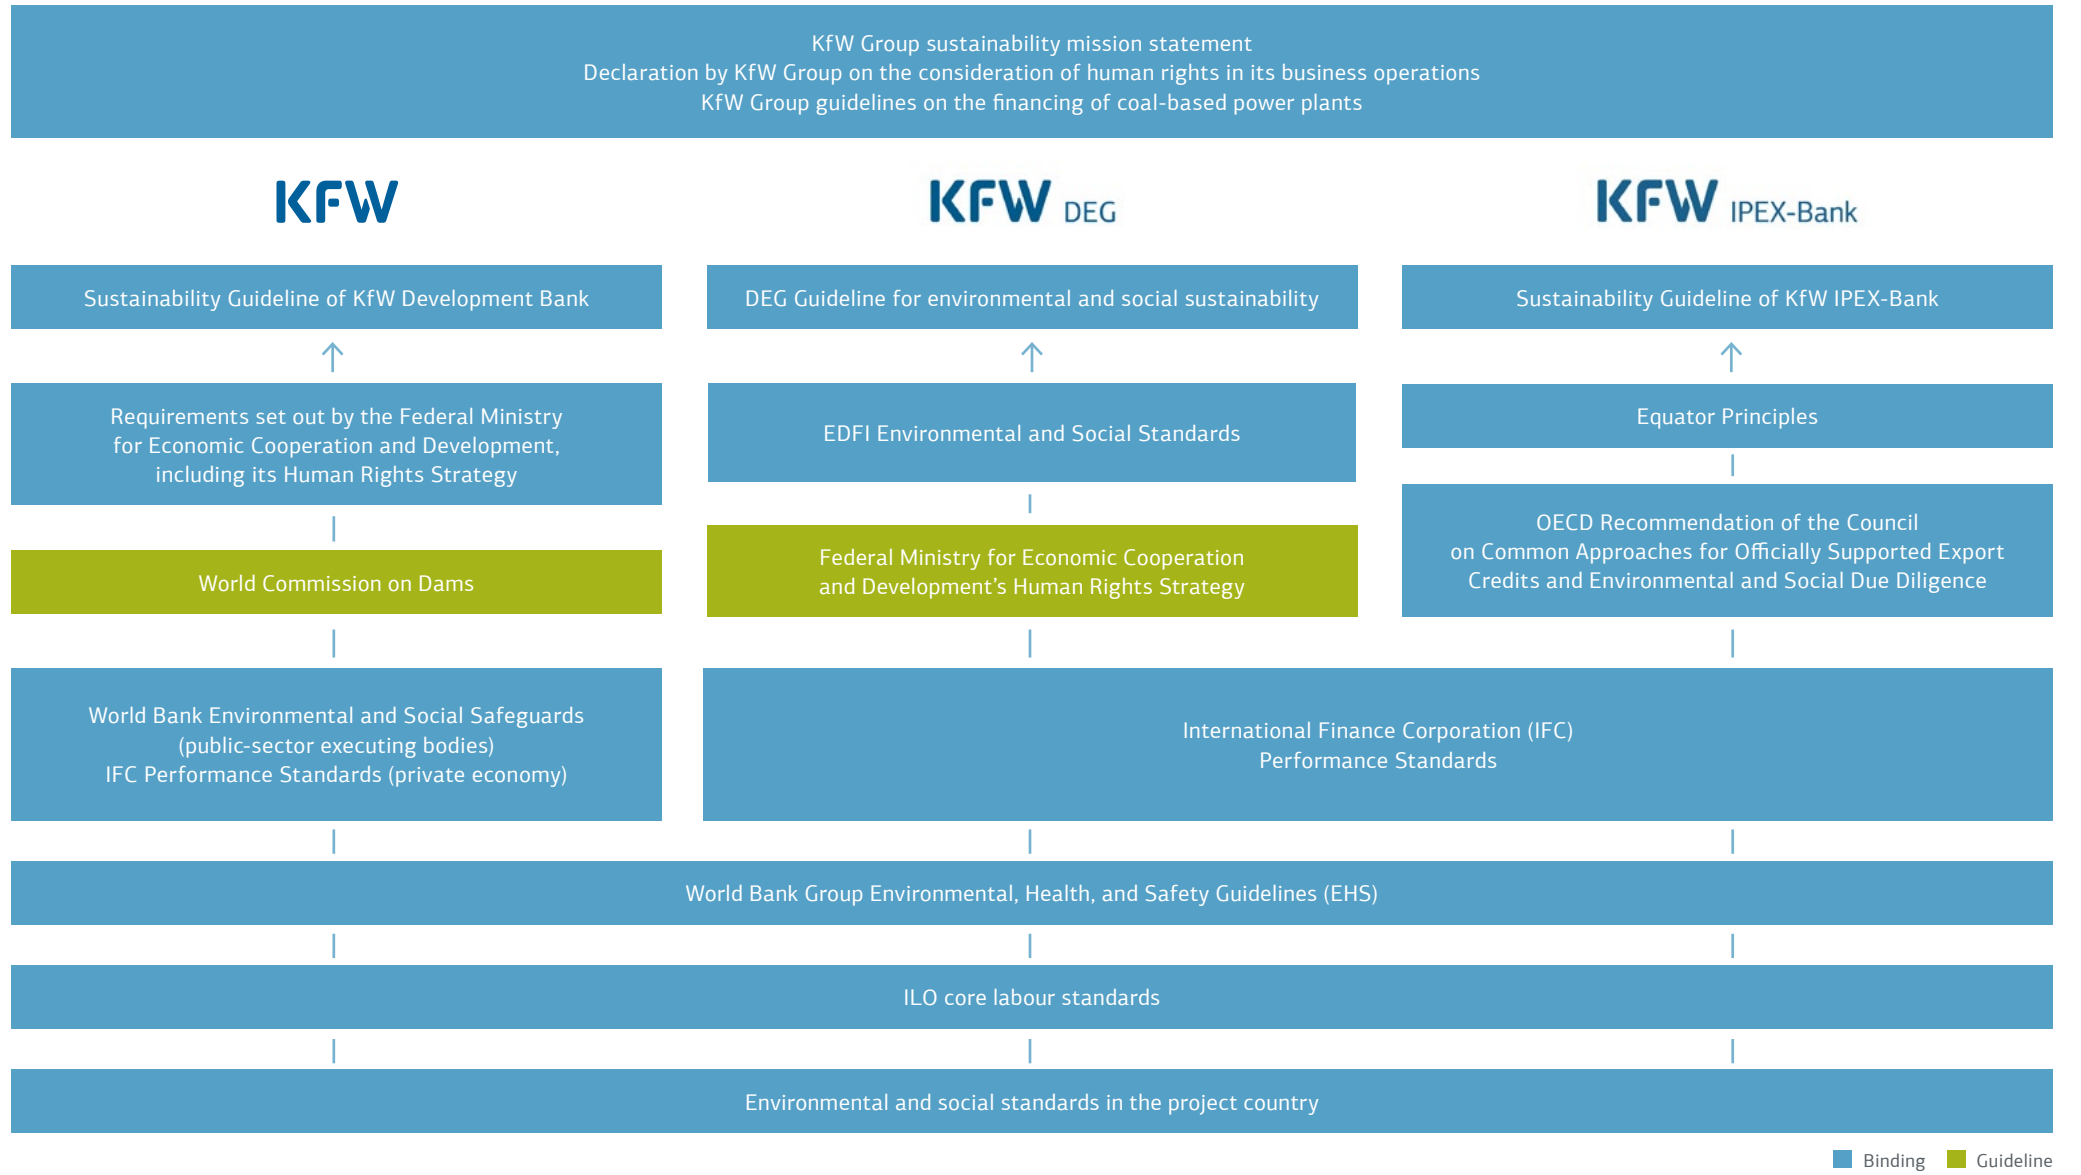 KfW Group sustainability mission statement
Declaration by KfW Group on the consideration of human rights in its business operations
KfW Group guidelines on the financing of coal-based power plants
KFW
KFW DEG
KFW IPEX-Bank
Sustainability Guideline of KfW Development Bank
DEG Guideline for environmental and social sustainability
Sustainability Guideline of KfW IPEX-Bank
Requirements set out by the Federal Ministry
for Economic Cooperation and Development,
including its Human Rights Strategy
EDFI Environmental and Social Standards
Equator Principles
OECD Recommendation of the Council
on Common Approaches for Officially Supported Export
Credits and Environmental and Social Due Diligence
World Commission on Dams
Federal Ministry for Economic Cooperation
and Development’s Human Rights Strategy
World Bank Environmental and Social Safeguards
(public-sector executing bodies)
IFC Performance Standards (private economy)
International Finance Corporation (IFC)
Performance Standards
World Bank Group Environmental, Health, and Safety Guidelines (EHS)
ILO core labour standards
Environmental and social standards in the project country
Binding
Guideline